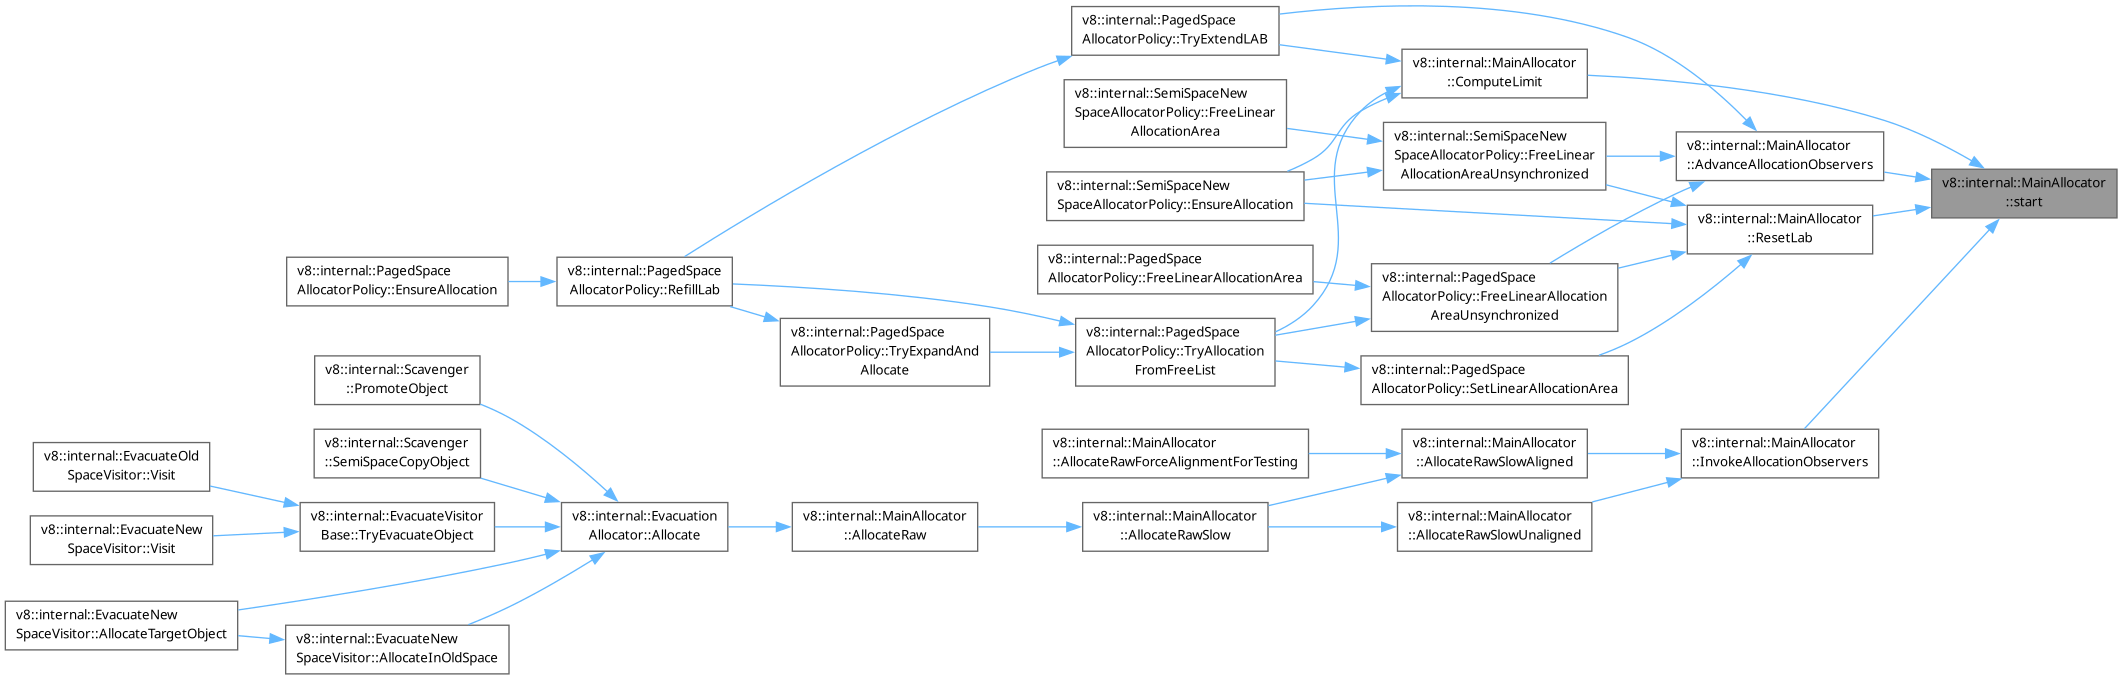 v8::internal::PagedSpace
AllocatorPolicy::TryExtendLAB
v8::internal::MainAllocator
::ComputeLimit
v8::internal::SemiSpaceNew
SpaceAllocatorPolicy::FreeLinear
AllocationArea
v8::internal::SemiSpaceNew
SpaceAllocatorPolicy::FreeLinear
AllocationAreaUnsynchronized
v8::internal::MainAllocator
::AdvanceAllocationObservers
v8::internal::MainAllocator
::start
v8::internal::SemiSpaceNew
SpaceAllocatorPolicy::EnsureAllocation
v8::internal::MainAllocator
::ResetLab
v8::internal::PagedSpace
AllocatorPolicy::EnsureAllocation
v8::internal::PagedSpace
AllocatorPolicy::RefillLab
v8::internal::PagedSpace
AllocatorPolicy::FreeLinearAllocationArea
v8::internal::PagedSpace
AllocatorPolicy::FreeLinearAllocation
AreaUnsynchronized
v8::internal::PagedSpace
AllocatorPolicy::TryExpandAnd
Allocate
v8::internal::PagedSpace
AllocatorPolicy::TryAllocation
FromFreeList
v8::internal::PagedSpace
AllocatorPolicy::SetLinearAllocationArea
v8::internal::Scavenger
::PromoteObject
v8::internal::Scavenger
::SemiSpaceCopyObject
v8::internal::MainAllocator
::AllocateRawForceAlignmentForTesting
v8::internal::MainAllocator
::AllocateRawSlowAligned
v8::internal::MainAllocator
::InvokeAllocationObservers
v8::internal::EvacuateOld
SpaceVisitor::Visit
v8::internal::EvacuateVisitor
Base::TryEvacuateObject
v8::internal::Evacuation
Allocator::Allocate
v8::internal::MainAllocator
::AllocateRaw
v8::internal::MainAllocator
::AllocateRawSlow
v8::internal::MainAllocator
::AllocateRawSlowUnaligned
v8::internal::EvacuateNew
SpaceVisitor::Visit
v8::internal::EvacuateNew
SpaceVisitor::AllocateTargetObject
v8::internal::EvacuateNew
SpaceVisitor::AllocateInOldSpace